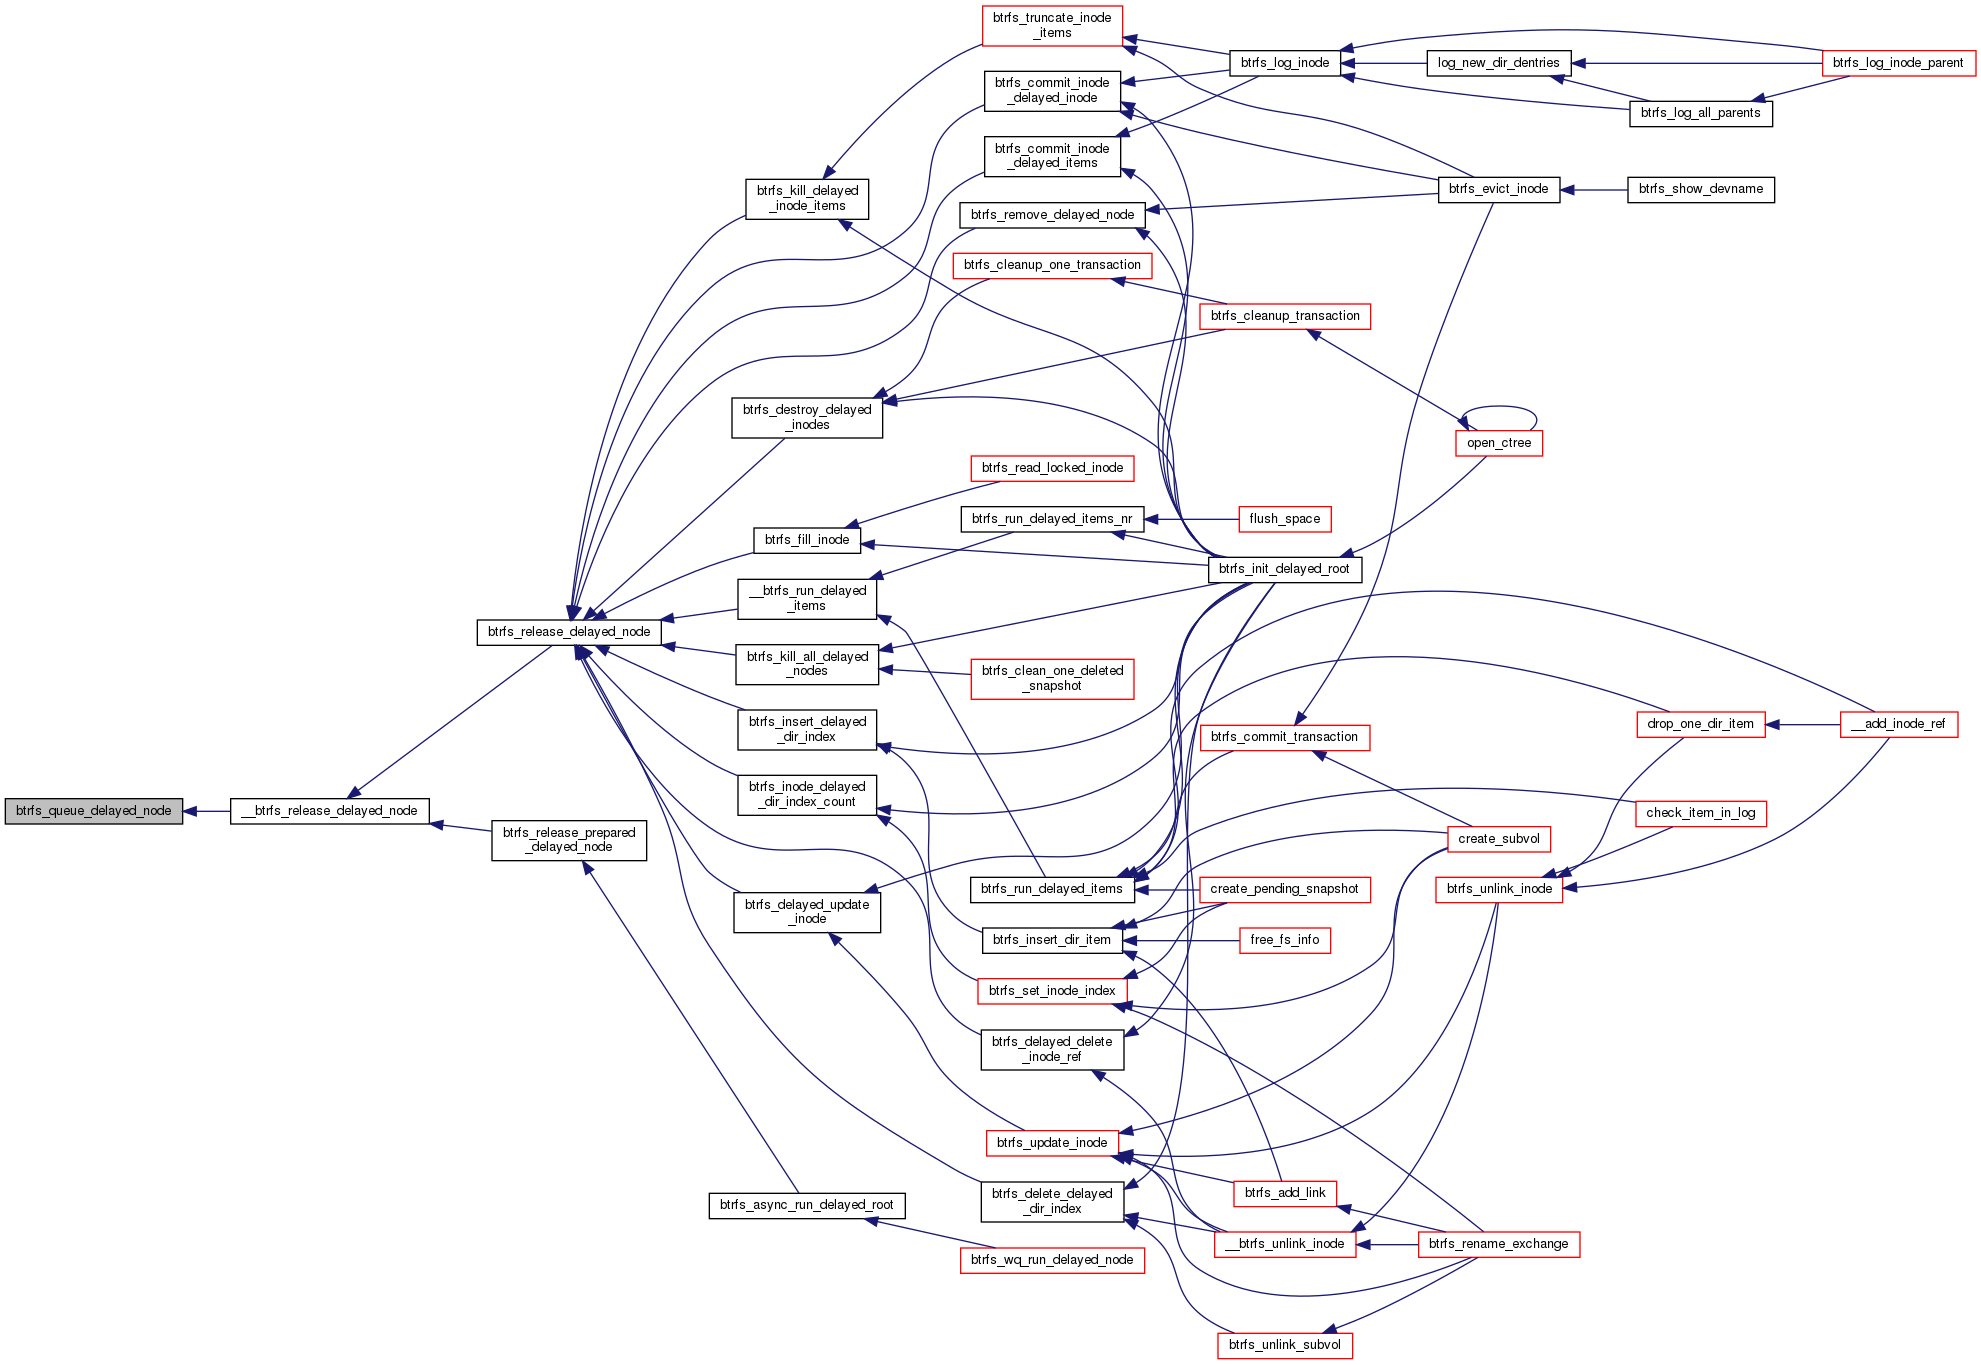 btrfs_truncate_inode
_items
btrfs_log_inode
log_new_dir_dentries
btrfs_log_inode_parent
btrfs_commit_inode
_delayed_inode
btrfs_log_all_parents
btrfs_commit_inode
_delayed_items
btrfs_kill_delayed
_inode_items
btrfs_evict_inode
btrfs_show_devname
btrfs_remove_delayed_node
btrfs_cleanup_one_transaction
btrfs_cleanup_transaction
btrfs_destroy_delayed
_inodes
open_ctree
btrfs_read_locked_inode
btrfs_run_delayed_items_nr
flush_space
btrfs_fill_inode
btrfs_init_delayed_root
__btrfs_run_delayed
_items
btrfs_release_delayed_node
btrfs_kill_all_delayed
_nodes
btrfs_clean_one_deleted
_snapshot
btrfs_insert_delayed
_dir_index
btrfs_commit_transaction
drop_one_dir_item
__add_inode_ref
btrfs_queue_delayed_node
__btrfs_release_delayed_node
btrfs_inode_delayed
_dir_index_count
check_item_in_log
btrfs_release_prepared
_delayed_node
create_subvol
btrfs_delayed_update
_inode
btrfs_run_delayed_items
create_pending_snapshot
btrfs_unlink_inode
btrfs_insert_dir_item
free_fs_info
btrfs_set_inode_index
btrfs_delayed_delete
_inode_ref
btrfs_update_inode
btrfs_async_run_delayed_root
btrfs_delete_delayed
_dir_index
btrfs_add_link
btrfs_wq_run_delayed_node
__btrfs_unlink_inode
btrfs_rename_exchange
btrfs_unlink_subvol